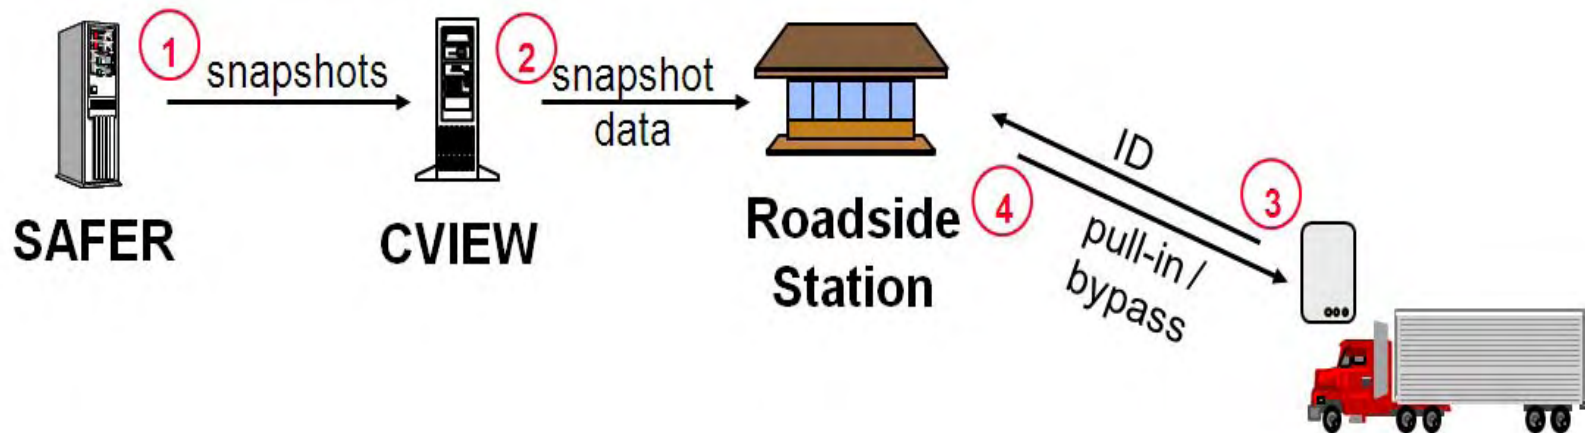 1
snapshots
SAFER
2
snapshot
data
CVIEW
Roadside
Station
3
ID
4
pull-in /
bypass